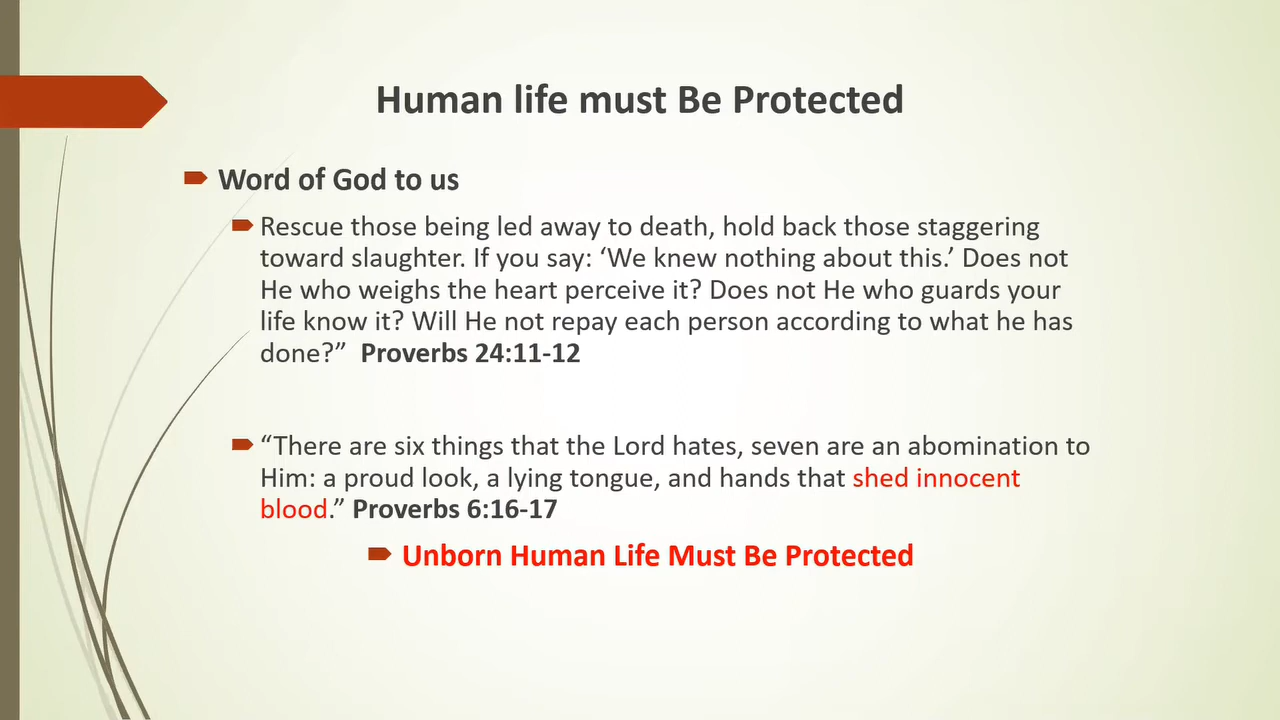 Human life must Be Protected
Word of God to us
Rescue those being led away to death, hold back those staggering
toward slaughter. If you say: ‘We knew nothing about this.’ Does not
He who weighs the heart perceive it? Does not He who guards your
life know it? Will He not repay each person according to what he has
done?” Proverbs 24:11-12
“There are six things that the Lord hates, seven are an abomination to
Him: a proud look, a lying tongue, and hands that shed innocent
blood.” Proverbs 6:16-17
Unborn Human Life Must Be Protected